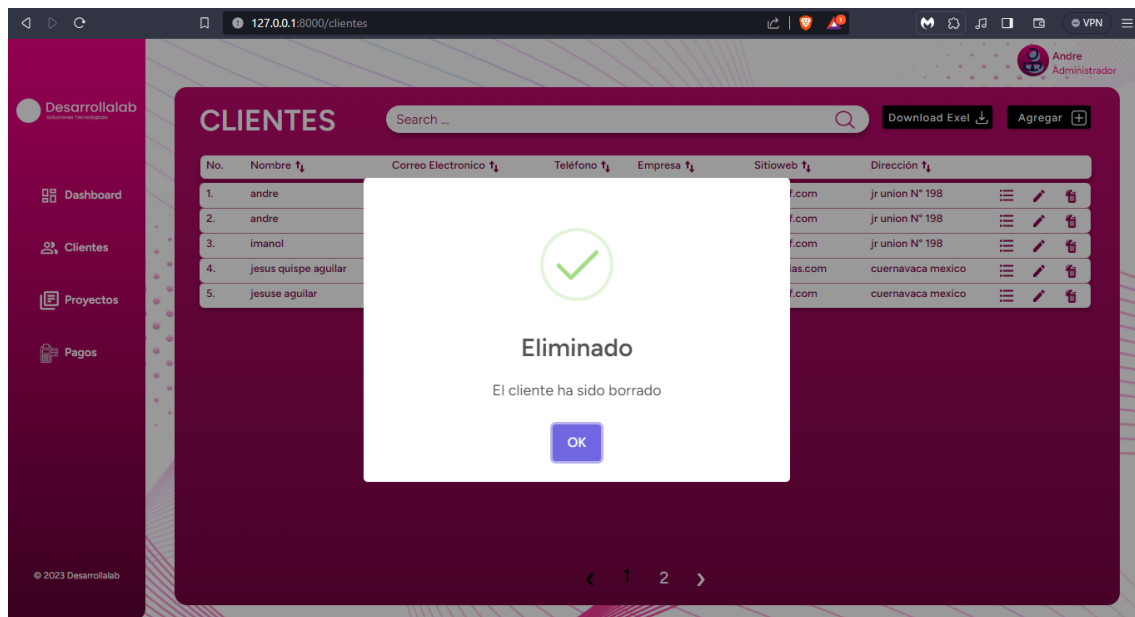 127.0.0.1:8000/clientes
VPN
Andre
Administrador
Desarrollalab
Soluciones Tecnologicas
CLIENTES
Search ...
Download Exel
Agregar
No. Nombre Correo Electronico Teléfono Empresa Sitioweb Dirección
1. andre f.com jr union N° 198
2. andre f.com jr union N° 198
3. imanol f.com jr union N° 198
4. jesus quispe aguilar ias.com cuernavaca mexico
5. jesuse aguilar f.com cuernavaca mexico
Dashboard
Clientes
Proyectos
Pagos
Eliminado
El cliente ha sido borrado
OK
1 2
© 2023 Desarrollalab